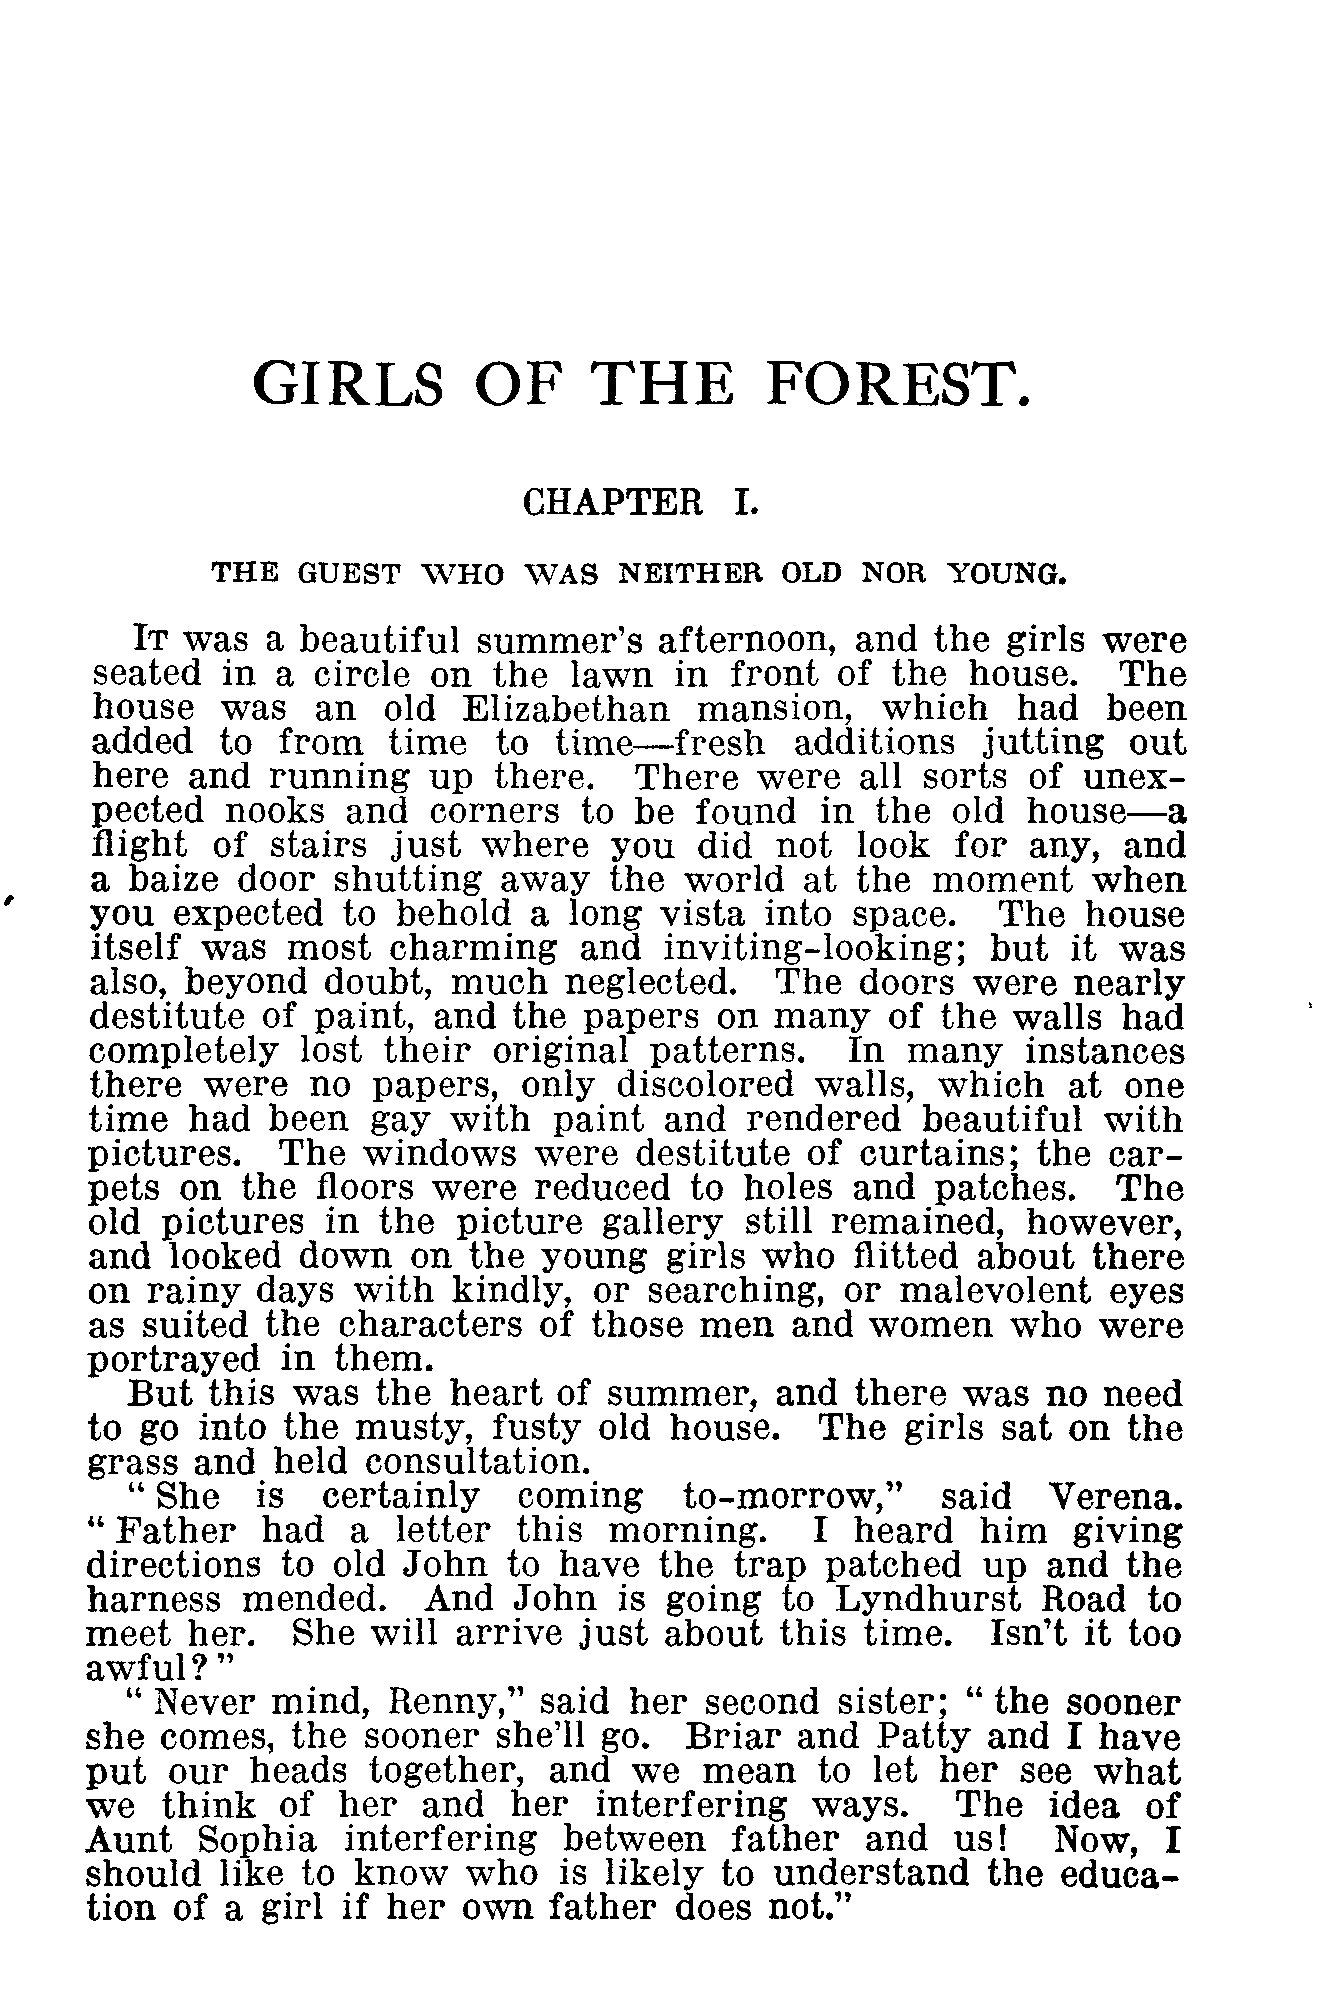 GIRLS OF THE FOREST.
CHAPTER I.
THE GUEST WHO WAS NEITHER OLD NOR YOUNG.
IT was a beautiful summer's afternoon, and the girls were
seated in a circle on the lawn in front of the house. The
house was an old Elizabethan mansion, which had been
added to from time to time—fresh additions jutting out
here and running up there. There were all sorts of unex-
pected nooks and corners to be found in the old house—a
flight of stairs just where you did not look for any, and
a baize door shutting away the world at the moment when
you expected to behold a long vista into space. The house
itself was most charming and inviting-looking; but it was
also, beyond doubt, much neglected. The doors were nearly
destitute of paint, and the papers on many of the walls had
completely lost their original patterns. In many instances
there were no papers, only discolored walls, which at one
time had been gay with paint and rendered beautiful with
pictures. The windows were destitute of curtains; the car-
pets on the floors were reduced to holes and patches. The
old pictures in the picture gallery still remained, however,
and looked down on the young girls who flitted about there
on rainy days with kindly, or searching, or malevolent eyes
as suited the characters of those men and women who were
portrayed in them.
But this was the heart of summer, and there was no need
to go into the musty, fusty old house. The girls sat on the
grass and held consultation.
“ She is certainly coming to-morrow,” said Verena.
“ Father had a letter this morning. I heard him giving
directions to old John to have the trap patched up and the
harness mended. And John is going to Lyndhurst Road to
meet her. She will arrive just about this time. Isn't it too
awful? ”
“ Never mind, Renny,” said her second sister; “ the sooner
she comes, the sooner she'll go. Briar and Patty and I have
put our heads together, and we mean to let her see what
we think of her and her interfering ways. The idea of
Aunt Sophia interfering between father and us! Now, I
should like to know who is likely to understand the educa-
tion of a girl if her own father does not.”